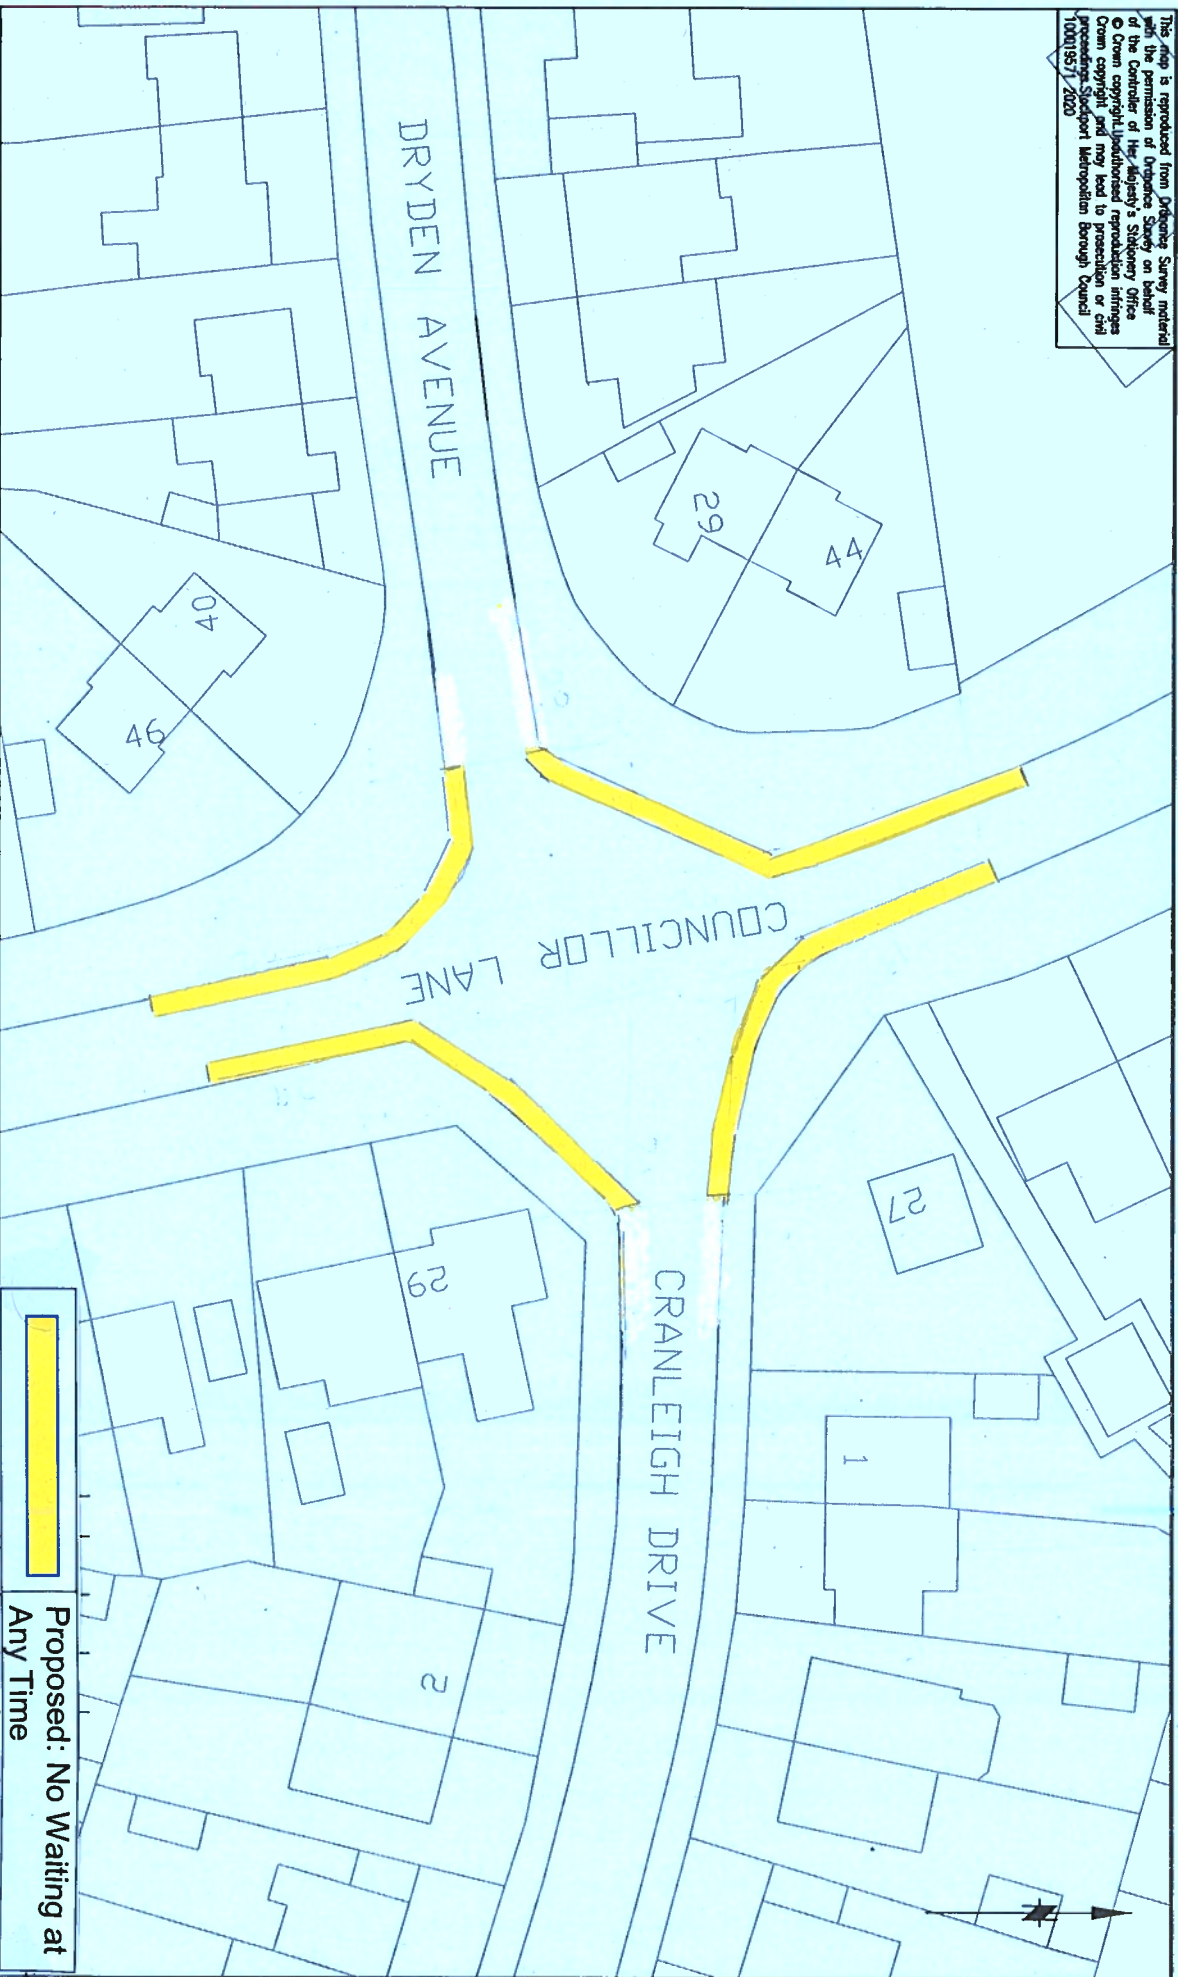 This map is reproduced from Ordnance Survey material
with the permission of Ordnance Survey on behalf
of the Controller of Her Majesty's Stationery Office
© Crown copyright.Unauthorised reproduction infringes
Crown copyright and may lead to prosecution or civil
proceedings.Stockport Metropolitan Borough Council
100019571 2020
DRYDEN AVENUE
29
44
40
46
COUNCILLOR LANE
27
29
CRANLEIGH DRIVE
1
2
Proposed: No Waiting at
Any Time